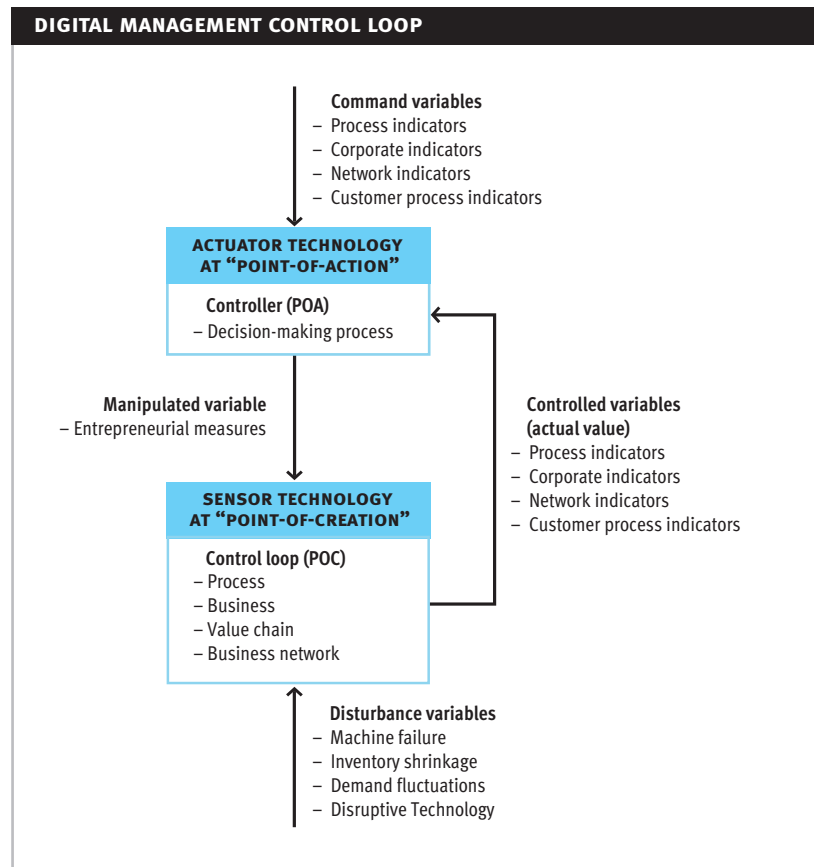 DIGITAL MANAGEMENT CONTROL LOOP
Command variables
– Process indicators
– Corporate indicators
– Network indicators
– Customer process indicators
ACTUATOR TECHNOLOGY
AT “POINT-OF-ACTION”
Controller (POA)
– Decision-making process
Manipulated variable
– Entrepreneurial measures
Controlled variables
(actual value)
– Process indicators
– Corporate indicators
– Network indicators
– Customer process indicators
SENSOR TECHNOLOGY
AT “POINT-OF-CREATION”
Control loop (POC)
– Process
– Business
– Value chain
– Business network
Disturbance variables
– Machine failure
– Inventory shrinkage
– Demand fluctuations
– Disruptive Technology